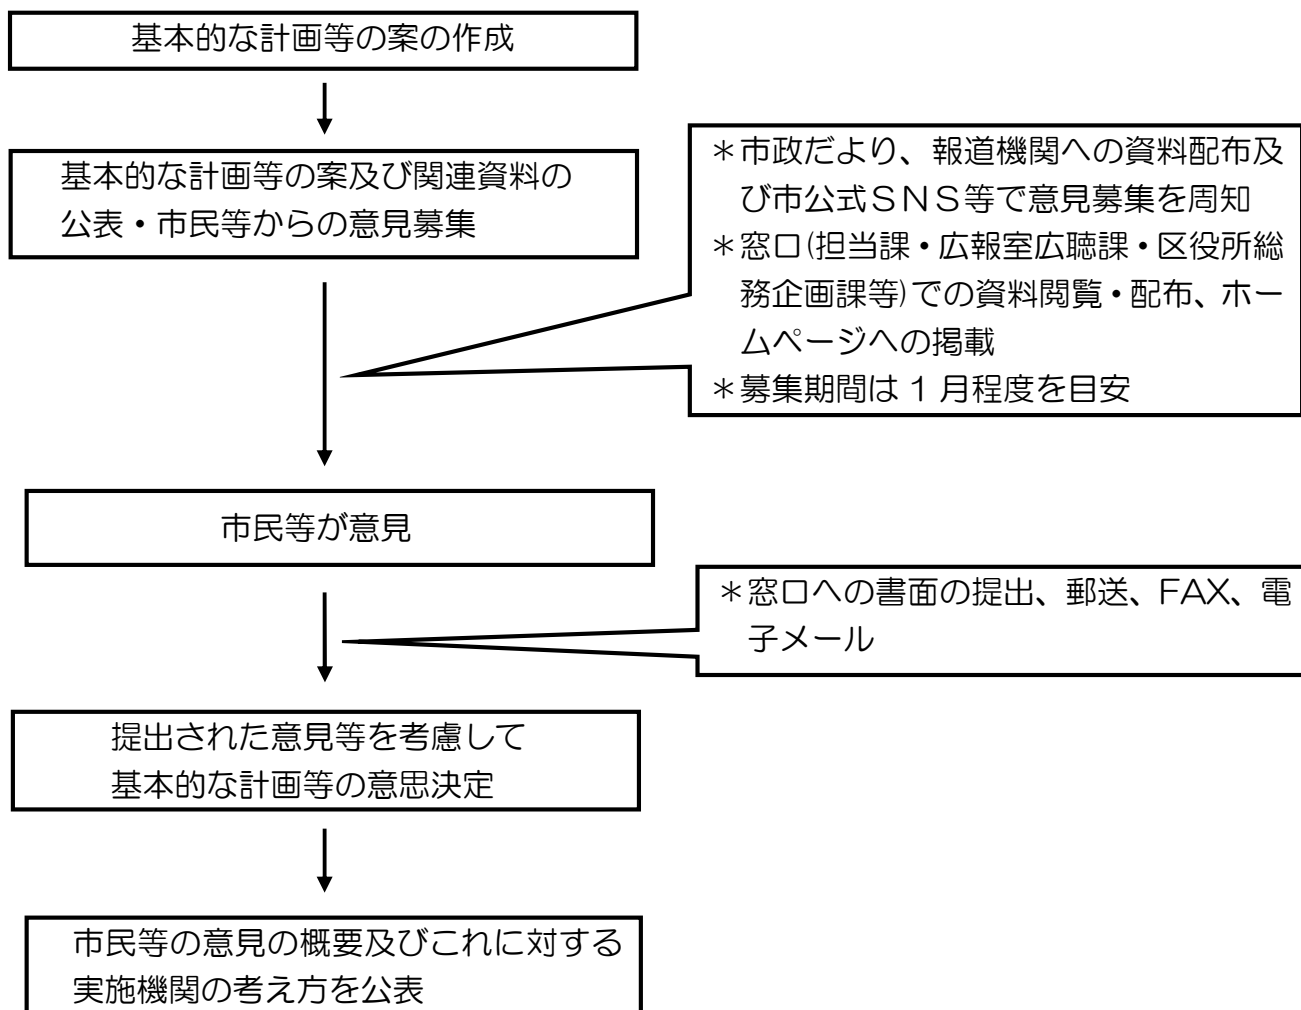 基本的な計画等の案の作成
基本的な計画等の案及び関連資料の
公表・市民等からの意見募集
＊市政だより、報道機関への資料配布及
び市公式ＳＮＳ等で意見募集を周知
＊窓口(担当課・広報室広聴課・区役所総
務企画課等)での資料閲覧・配布、ホー
ムページへの掲載
＊募集期間は 1 月程度を目安
市民等が意見
＊窓口への書面の提出、郵送、FAX、電
子メール
提出された意見等を考慮して
基本的な計画等の意思決定
市民等の意見の概要及びこれに対する
実施機関の考え方を公表